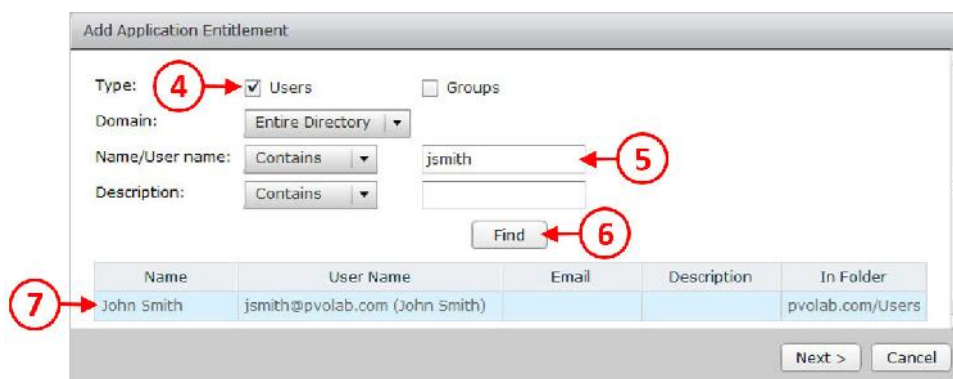 Add Application Entitlement
Type: 4 Users Groups
Domain: Entire Directory
Name/User name: Contains jsmith 5
Description: Contains
Find 6
Name User Name Email Description In Folder
7 John Smith jsmith@pvolab.com (John Smith) pvolab.com/Users
Next > Cancel